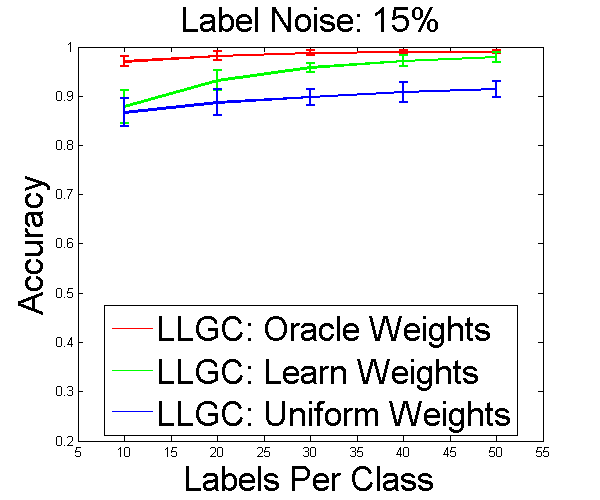 Label Noise: 15%
1
0.9
0.8
0.7
0.6
0.5
0.4
0.3
0.2
Accuracy
LLGC: Oracle Weights
LLGC: Learn Weights
LLGC: Uniform Weights
5 10 15 20 25 30 35 40 45 50 55
Labels Per Class